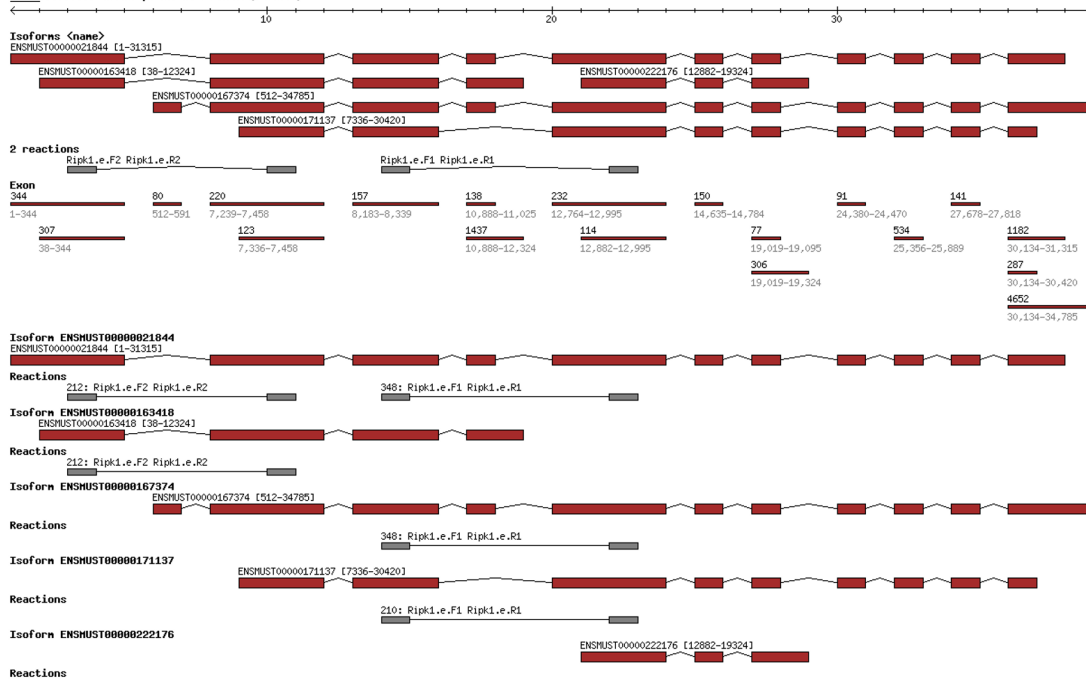 10 20 30
Isoforms <name>
ENSMUST00000021844 [1-31315]
ENSMUST00000163418 [38-12324] ENSMUST00000222176 [12882-19324]
ENSMUST00000167374 [512-34785]
ENSMUST00000171137 [7336-30420]
2 reactions
Ripk1.e.F2 Ripk1.e.R2 Ripk1.e.F1 Ripk1.e.R1
Exon
344 80 220 157 138 232 150 91 141
1-344 512-591 7,239-7,458 8,183-8,339 10,888-11,025 12,764-12,995 14,635-14,784 24,380-24,470 27,678-27,818
307 123 1437 114 77 534 1182
38-344 7,336-7,458 10,888-12,324 12,882-12,995 19,019-19,095 25,356-25,889 30,134-31,315
306 287
19,019-19,324 30,134-30,420
4652
30,134-34,785
Isoform ENSMUST00000021844
ENSMUST00000021844 [1-31315]
Reactions
212: Ripk1.e.F2 Ripk1.e.R2 348: Ripk1.e.F1 Ripk1.e.R1
Isoform ENSMUST00000163418
ENSMUST00000163418 [38-12324]
Reactions
212: Ripk1.e.F2 Ripk1.e.R2
Isoform ENSMUST00000167374
ENSMUST00000167374 [512-34785]
Reactions
348: Ripk1.e.F1 Ripk1.e.R1
Isoform ENSMUST00000171137
ENSMUST00000171137 [7336-30420]
Reactions
210: Ripk1.e.F1 Ripk1.e.R1
Isoform ENSMUST00000222176
ENSMUST00000222176 [12882-19324]
Reactions